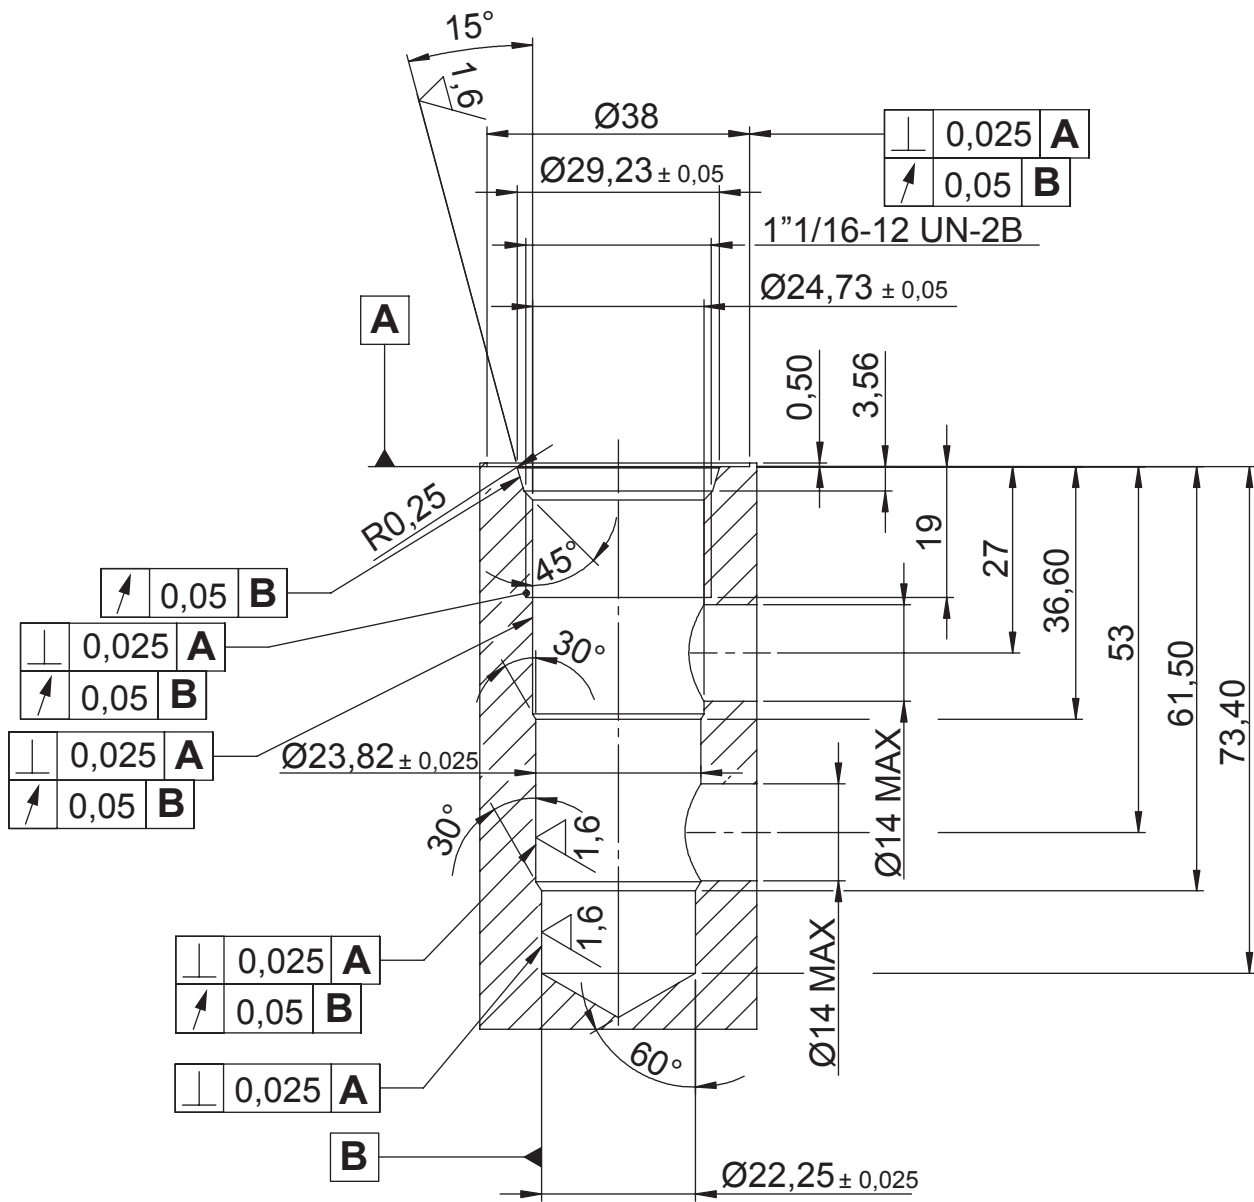 15°
1,6
Ø38
⊥ 0,025 A
↗ 0,05 B
Ø29,23 ± 0,05
1”1/16-12 UN-2B
Ø24,73 ± 0,05
A
0,50
3,56
R0,25
45°
19
27
36,60
53
61,50
73,40
↗ 0,05 B
⊥ 0,025 A
↗ 0,05 B
30°
⊥ 0,025 A
↗ 0,05 B
Ø23,82 ± 0,025
Ø14 MAX
30°
1,6
1,6
⊥ 0,025 A
↗ 0,05 B
Ø14 MAX
60°
⊥ 0,025 A
B
Ø22,25 ± 0,025